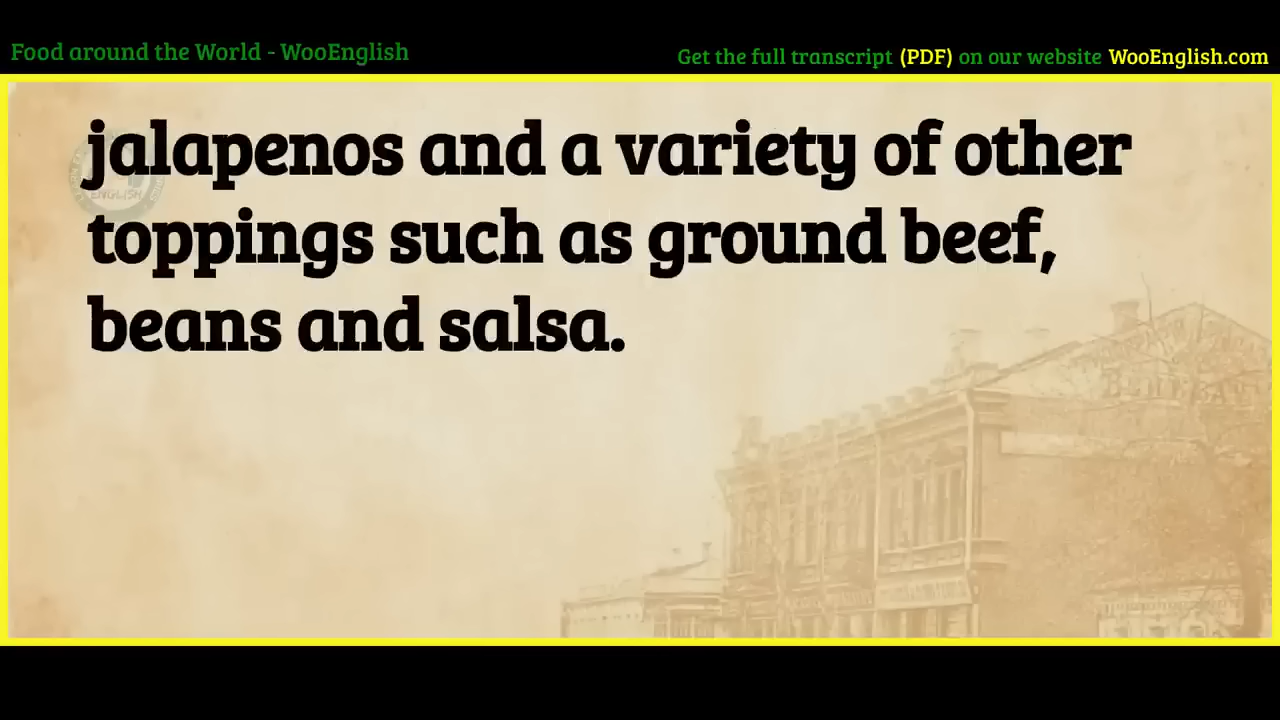 Food around the World - WooEnglish
Get the full transcript (PDF) on our website WooEnglish.com
jalapenos and a variety of other
toppings such as ground beef,
beans and salsa.
ENGLISH